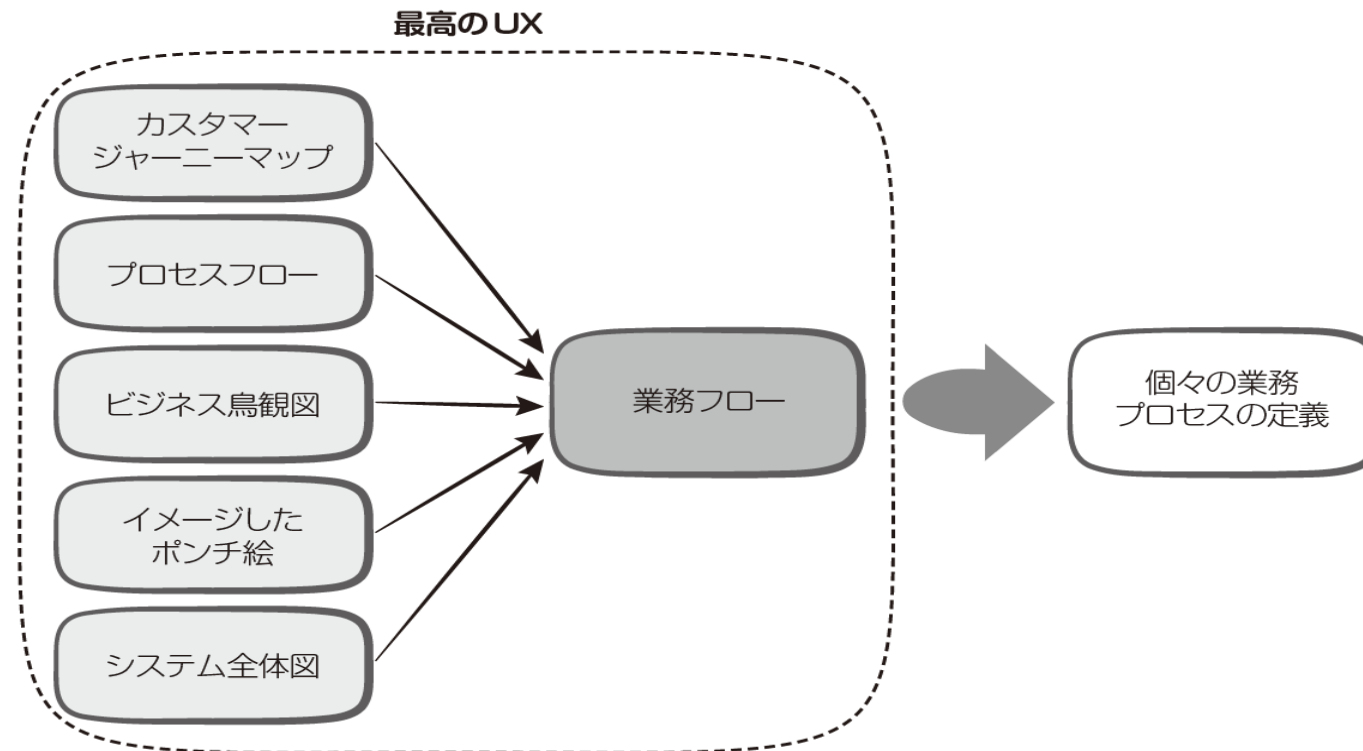 最高のUX
カスタマー
ジャーニーマップ
プロセスフロー
ビジネス鳥観図
イメージした
ポンチ絵
システム全体図
業務フロー
個々の業務
プロセスの定義